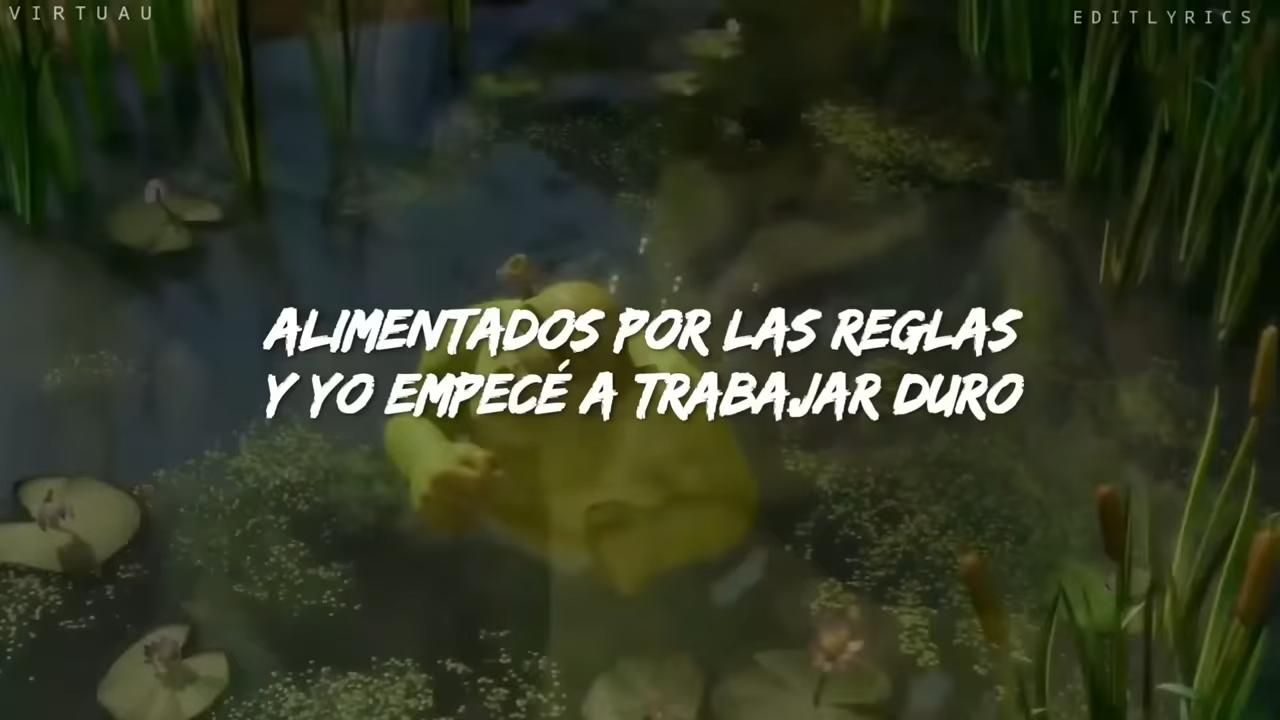 VIRTUAU
EDITLYRICS
ALIMENTADOS POR LAS REGLAS
Y YO EMPECÉ A TRABAJAR DURO